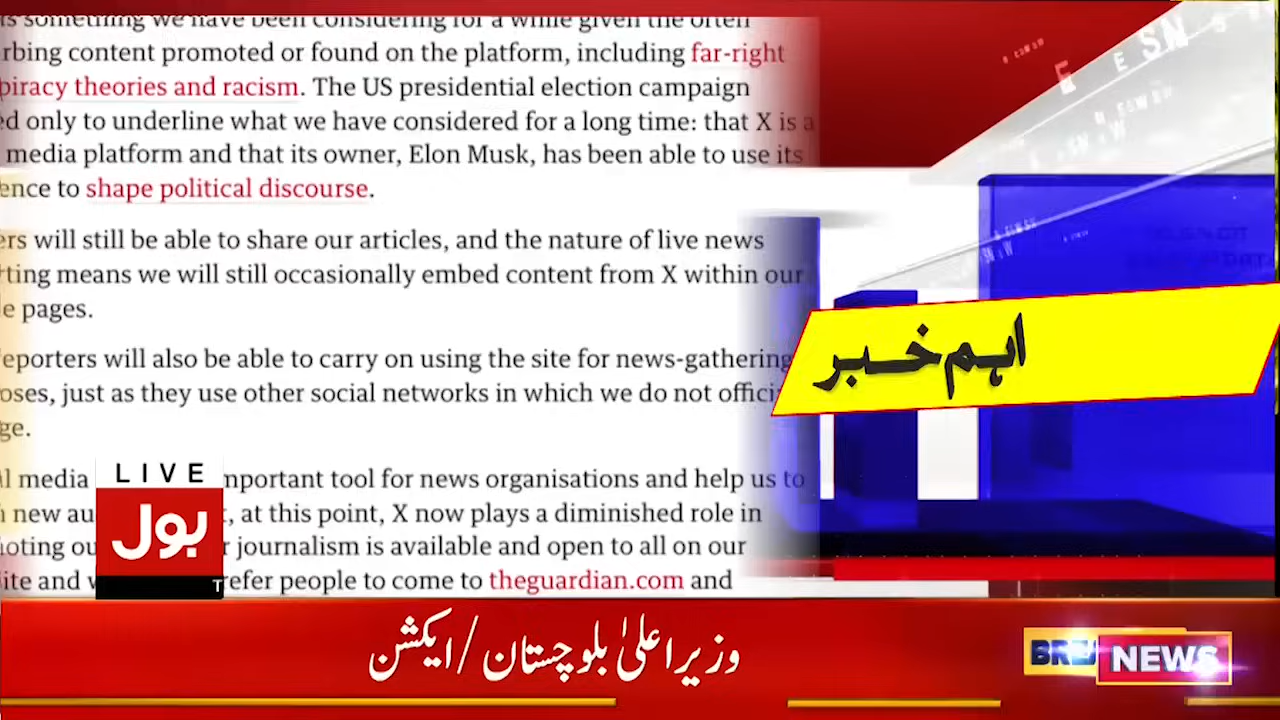 is something we have been considering for a while given the often
rbing content promoted or found on the platform, including far-right
piracy theories and racism. The US presidential election campaign
ed only to underline what we have considered for a long time: that X is a
media platform and that its owner, Elon Musk, has been able to use its
ence to shape political discourse.
ers will still be able to share our articles, and the nature of live news
rting means we will still occasionally embed content from X within our
e pages.
eporters will also be able to carry on using the site for news-gathering
oses, just as they use other social networks in which we do not offici
ge.
l media mportant tool for news organisations and help us to
new au t, at this point, X now plays a diminished role in
oting ou r journalism is available and open to all on our
ite and w refer people to come to theguardian.com and
اہم خبر
LIVE
بول
وزیراعلیٰ بلوچستان/ایکشن
BRE
NEWS